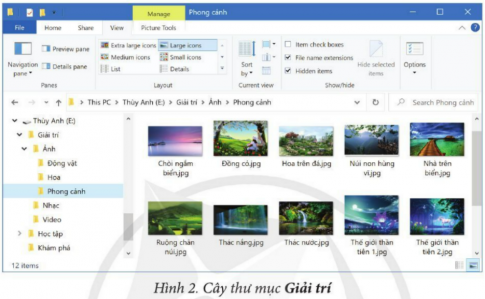 Manage
Phong cảnh
File
Home
Share
View
Picture Tools
Navigation pane
Preview pane
Details pane
Panes
Extra large icons
Large icons
Medium icons
Small icons
List
Details
Layout
Sort by
Current view
Item check boxes
File name extensions
Hidden items
Hide selected items
Show/hide
Options
This PC > Thùy Anh (E:) > Giải trí > Ảnh > Phong cảnh
Search Phong cảnh
Thùy Anh (E:)
Giải trí
Ảnh
Động vật
Hoa
Phong cảnh
Nhạc
Video
Học tập
Khám phá
Chòi ngắm biển.jpg
Đồng cỏ.jpg
Hoa trên đá.jpg
Núi non hùng vĩ.jpg
Nhà trên biển.jpg
Ruộng chân núi.jpg
Thác nắng.jpg
Thác nước.jpg
Thế giới thần tiên 1.jpg
Thế giới thần tiên 2.jpg
12 items
Hình 2. Cây thư mục Giải trí